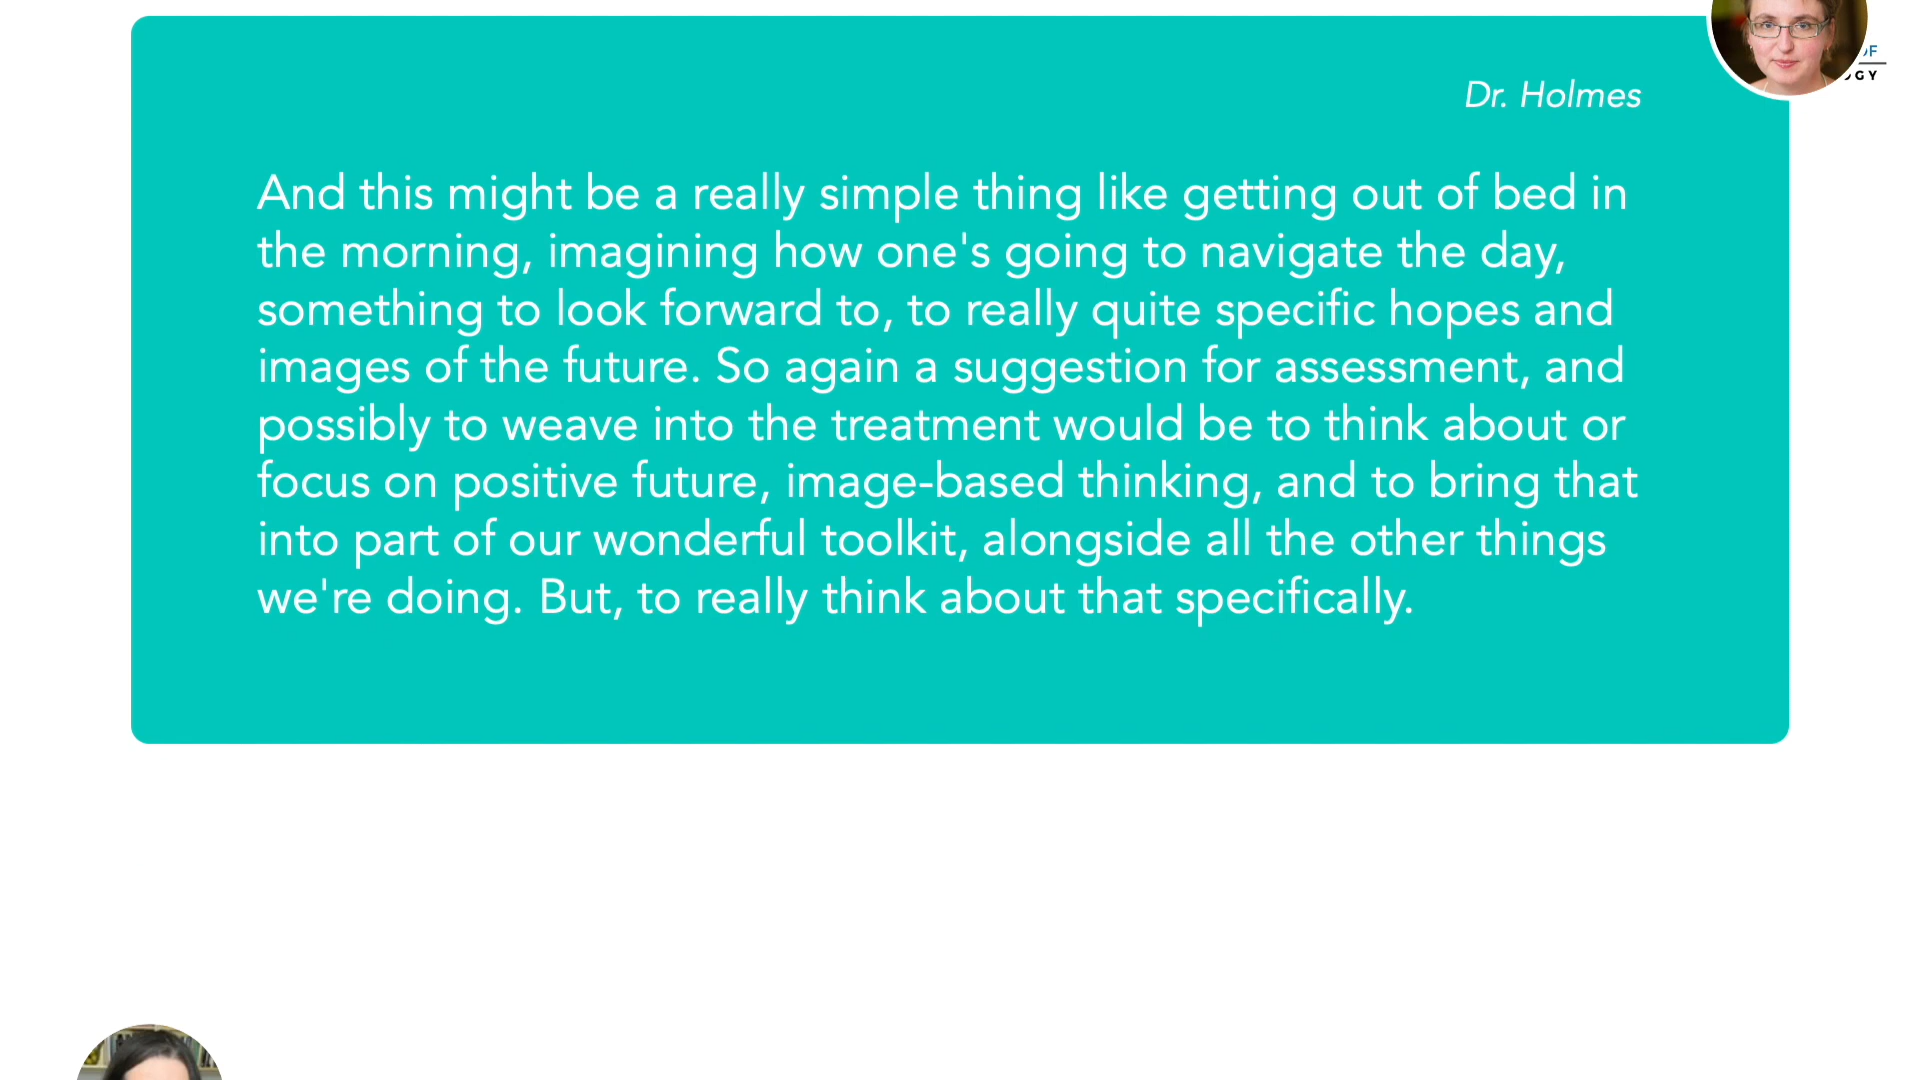 OF
OGY
Dr. Holmes
And this might be a really simple thing like getting out of bed in
the morning, imagining how one's going to navigate the day,
something to look forward to, to really quite specific hopes and
images of the future. So again a suggestion for assessment, and
possibly to weave into the treatment would be to think about or
focus on positive future, image-based thinking, and to bring that
into part of our wonderful toolkit, alongside all the other things
we're doing. But, to really think about that specifically.